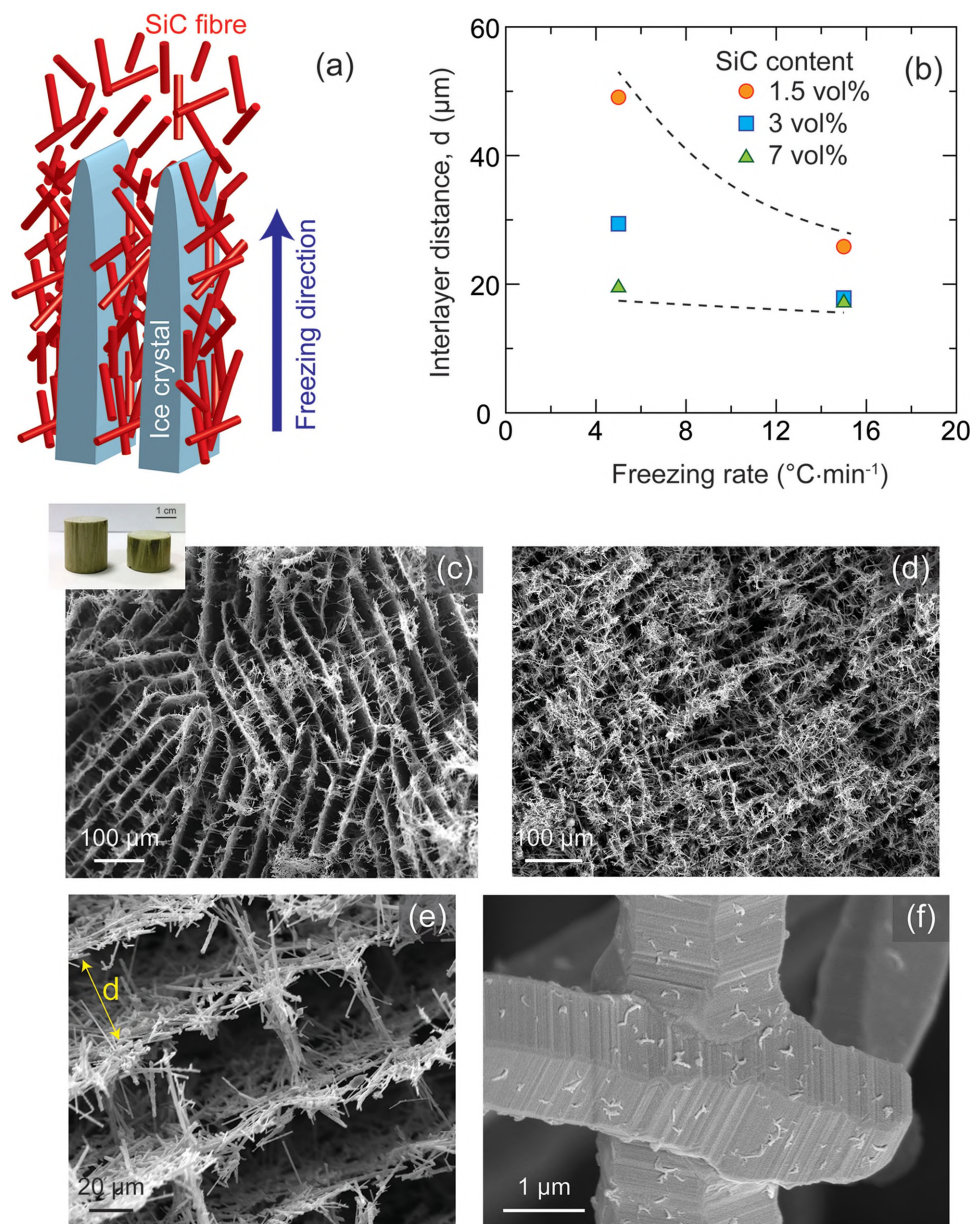 SiC fibre
(a)
Ice crystal
Freezing direction
(b)
60
40
20
0
Interlayer distance, d (µm)
SiC content
1.5 vol%
3 vol%
7 vol%
0 4 8 12 16 20
Freezing rate (°C·min⁻¹)
1 cm
(c)
100 µm
(d)
100 µm
(e)
d
20 µm
(f)
1 µm